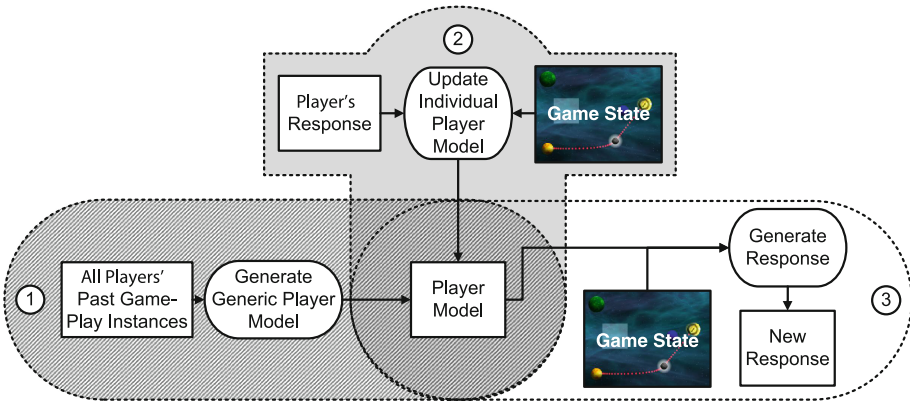 2
Player's
Response
Update
Individual
Player
Model
Game State
1
All Players'
Past Game-
Play Instances
Generate
Generic Player
Model
Player
Model
Game State
Generate
Response
New
Response
3